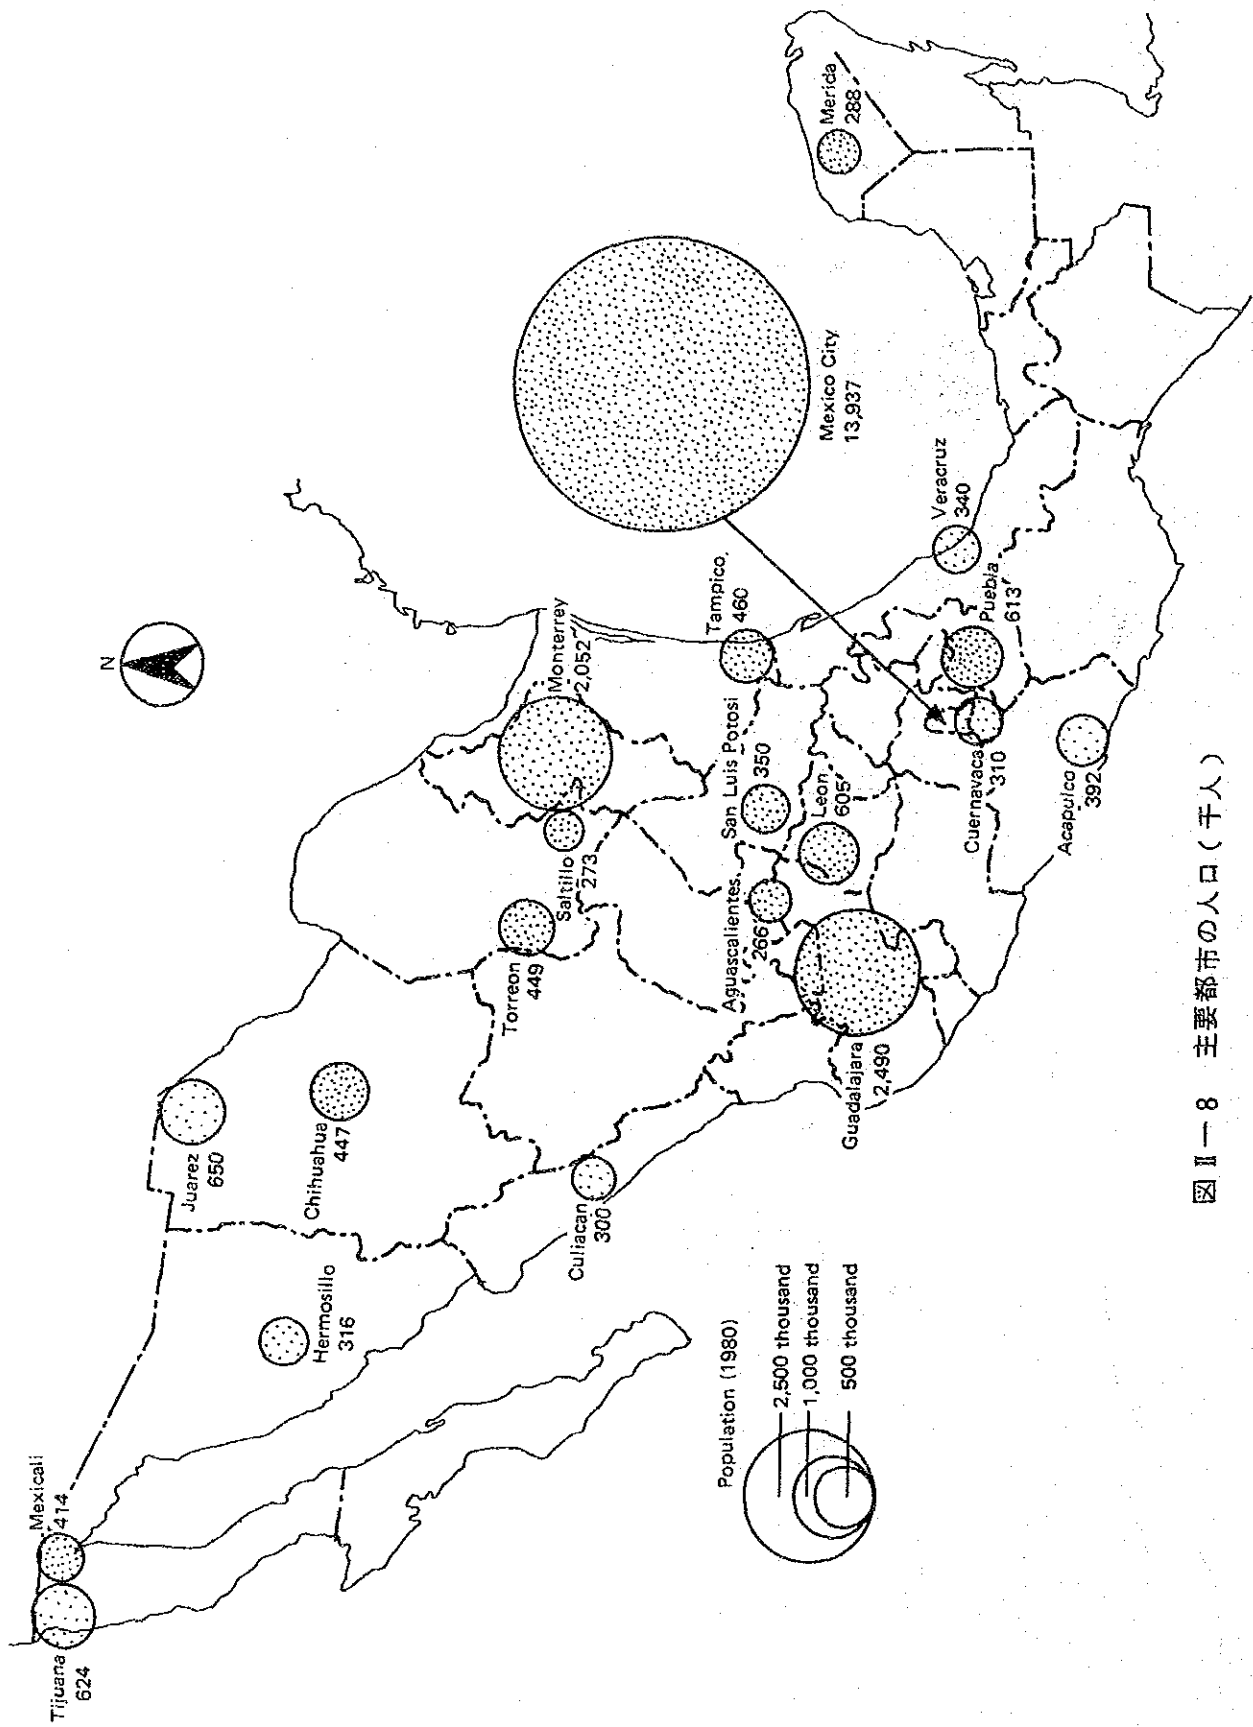 N
Tijuana
624
Mexicali
414
Hermosillo
316
Juarez
650
Chihuahua
447
Culiacan
300
Torreon
449
Saltillo
273
Monterrey
2,052
Tampico
460
San Luis Potosi
350
Aguascalientes
266
Leon
605
Guadalajara
2,490
Mexico City
13,937
Veracruz
340
Puebla
613
Cuernavaca
310
Acapulco
392
Merida
288
Population (1980)
2,500 thousand
1,000 thousand
500 thousand
図Ⅱ－8 主要都市の人口(千人)